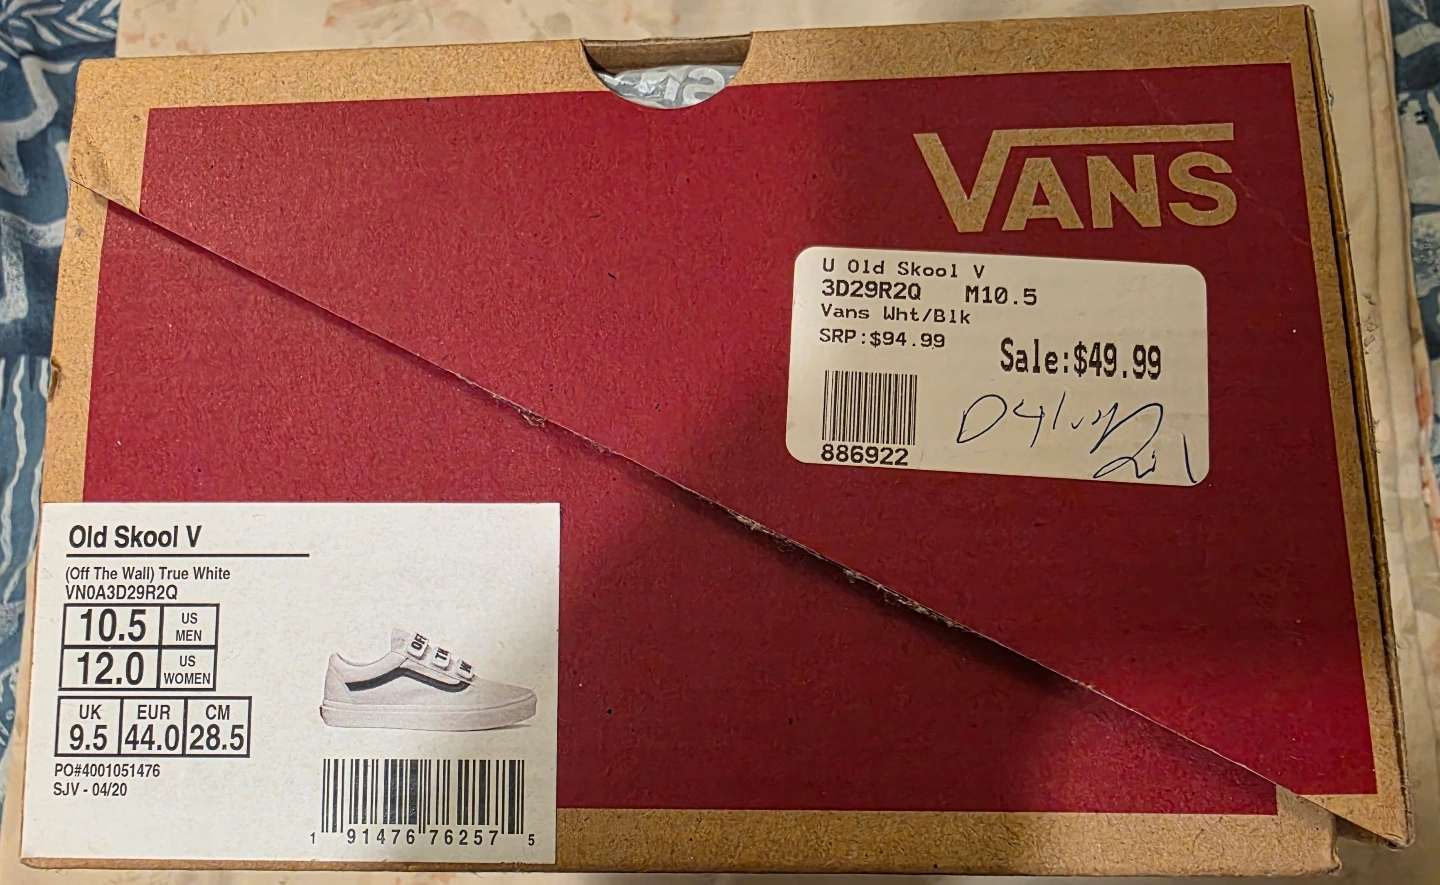 VANS
U Old Skool V
3D29R2Q M10.5
Vans Wht/Blk
SRP:$94.99
Sale:$49.99
886922
Old Skool V
(Off The Wall) True White
VN0A3D29R2Q
10.5 US MEN
12.0 US WOMEN
UK EUR CM
9.5 44.0 28.5
PO#4001051476
SJV - 04/20
OFF
TH
W
1 91476 76257 5